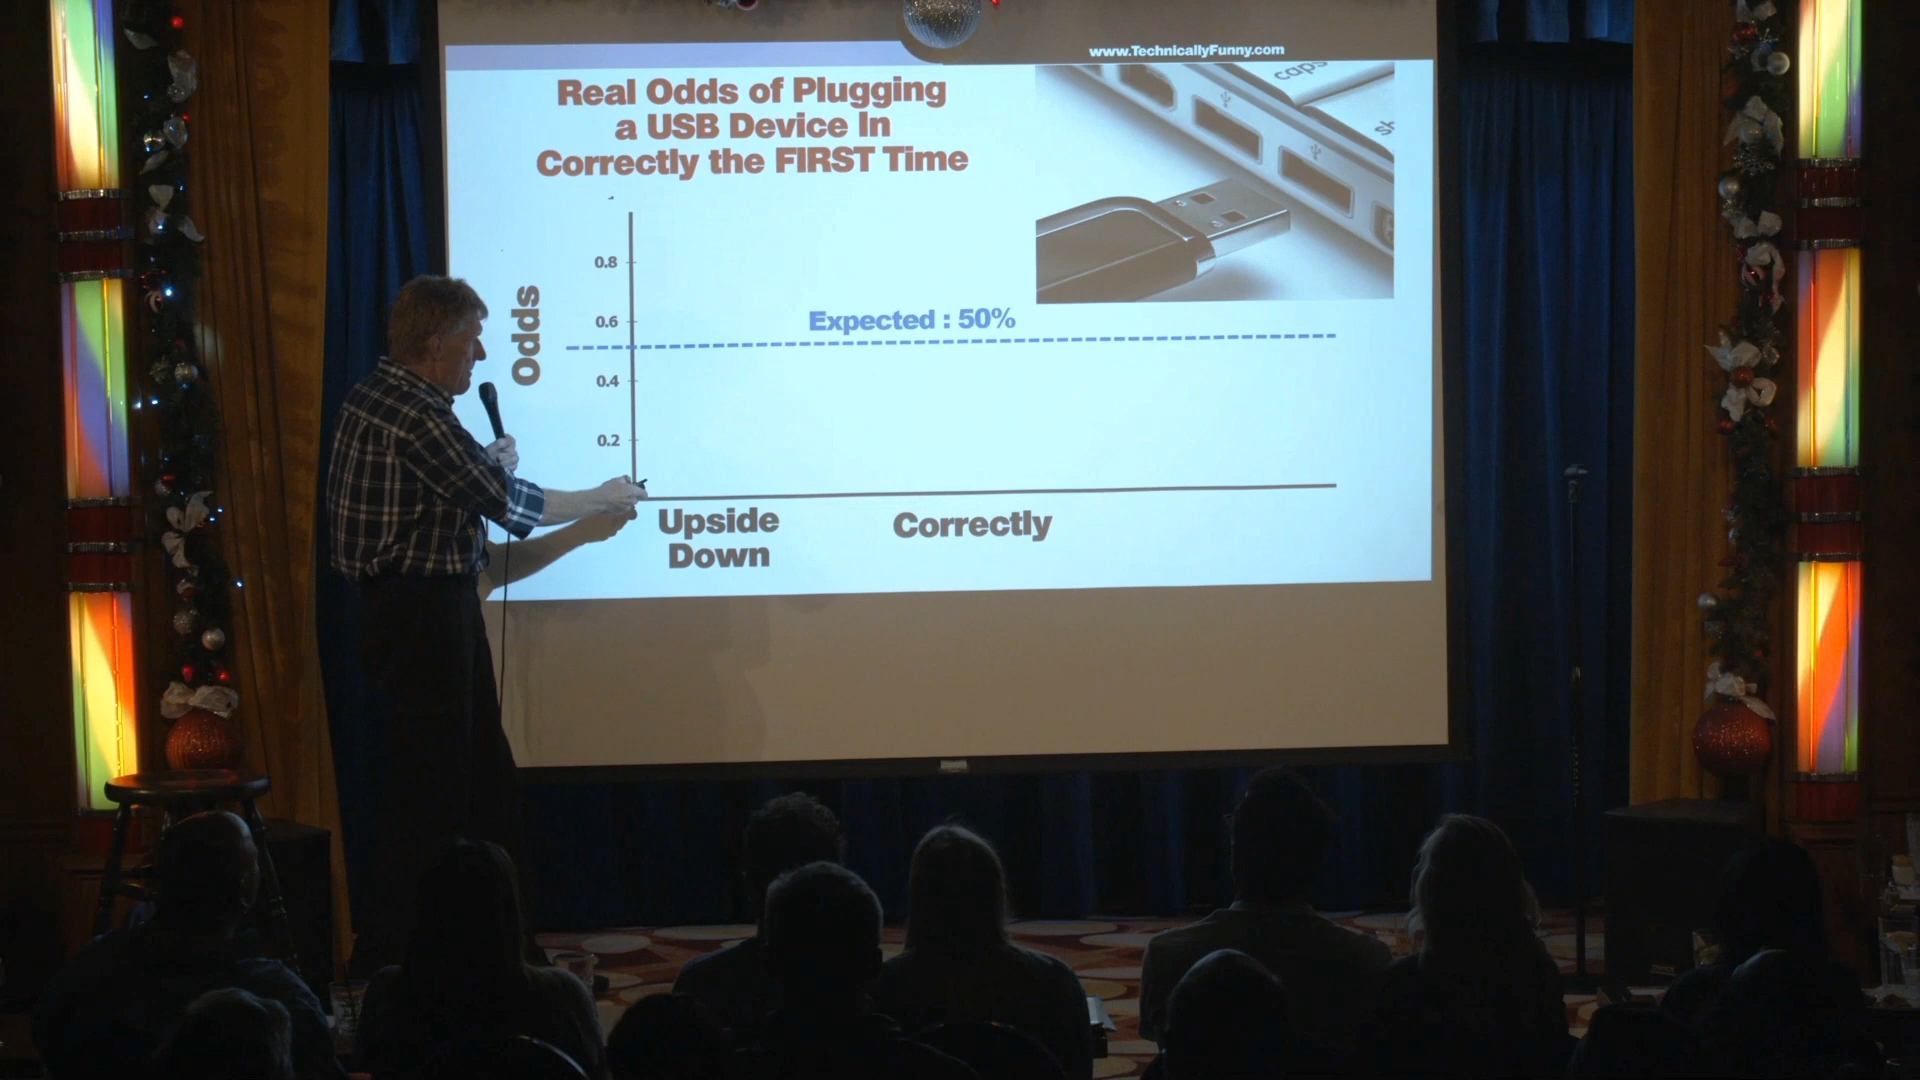 www.TechnicallyFunny.com
Real Odds of Plugging
a USB Device In
Correctly the FIRST Time
caps
0.8
Expected : 50%
0.6
Odds
0.4
0.2
Upside
Down
Correctly